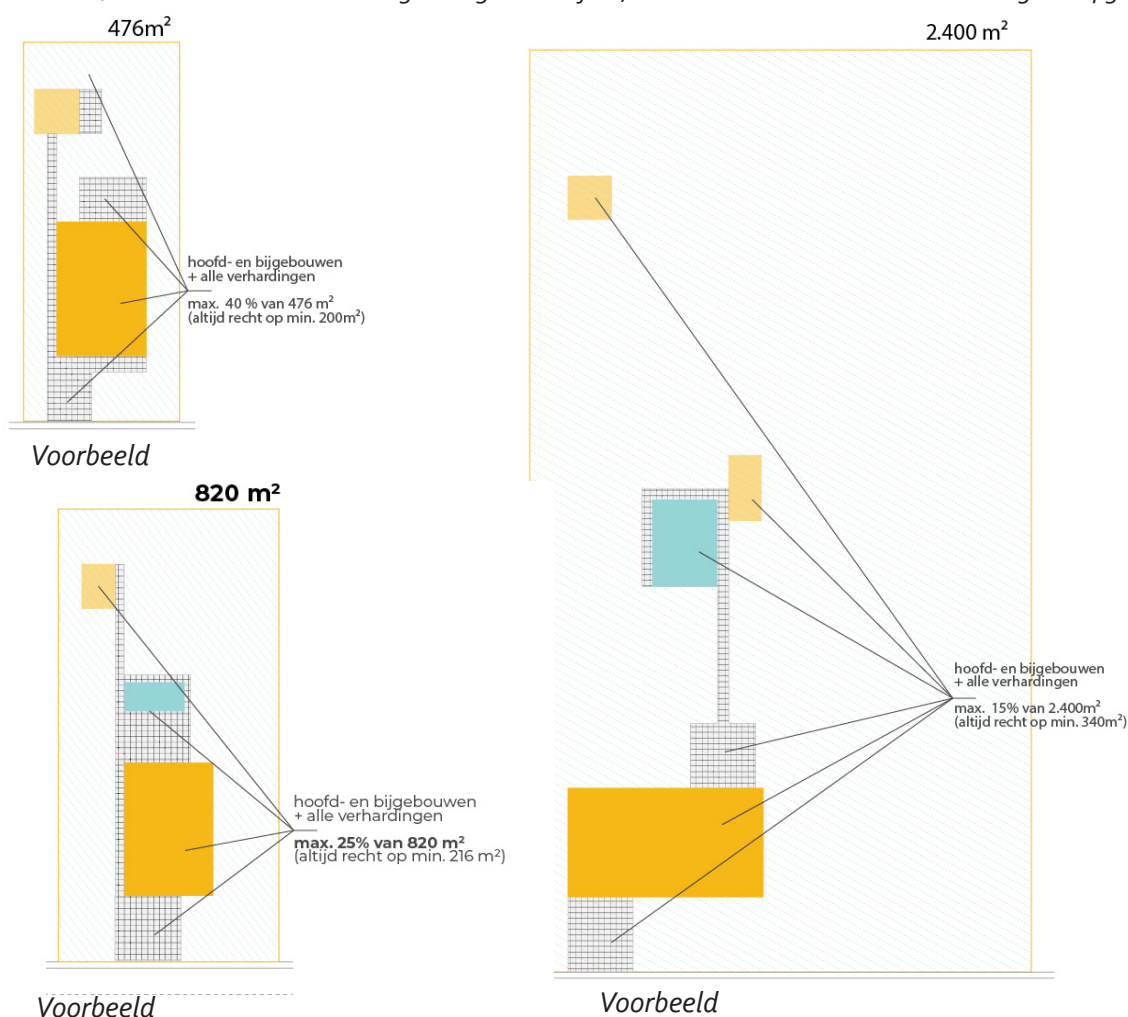 476m²
2.400 m²
hoofd- en bijgebouwen
+ alle verhardingen
max. 40 % van 476 m²
(altijd recht op min. 200m²)
Voorbeeld
820 m²
hoofd- en bijgebouwen
+ alle verhardingen
max. 25% van 820 m²
(altijd recht op min. 216 m²)
Voorbeeld
hoofd- en bijgebouwen
+ alle verhardingen
max. 15% van 2.400m²
(altijd recht op min. 340m²)
Voorbeeld